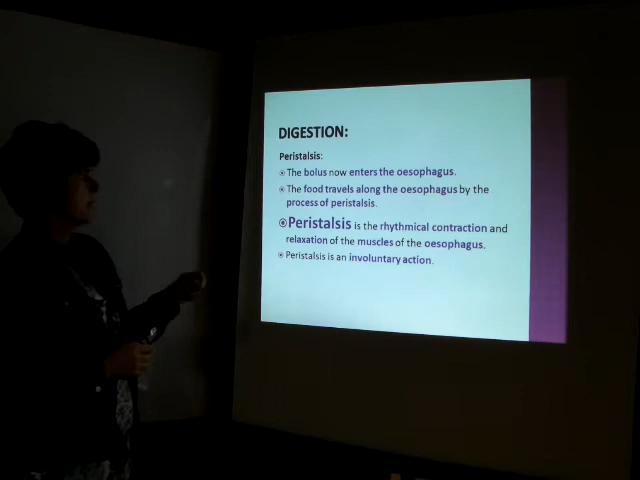 DIGESTION:
Peristalsis:
The bolus now enters the oesophagus.
The food travels along the oesophagus by the
process of peristalsis.
Peristalsis is the rhythmical contraction and
relaxation of the muscles of the oesophagus.
Peristalsis is an involuntary action.